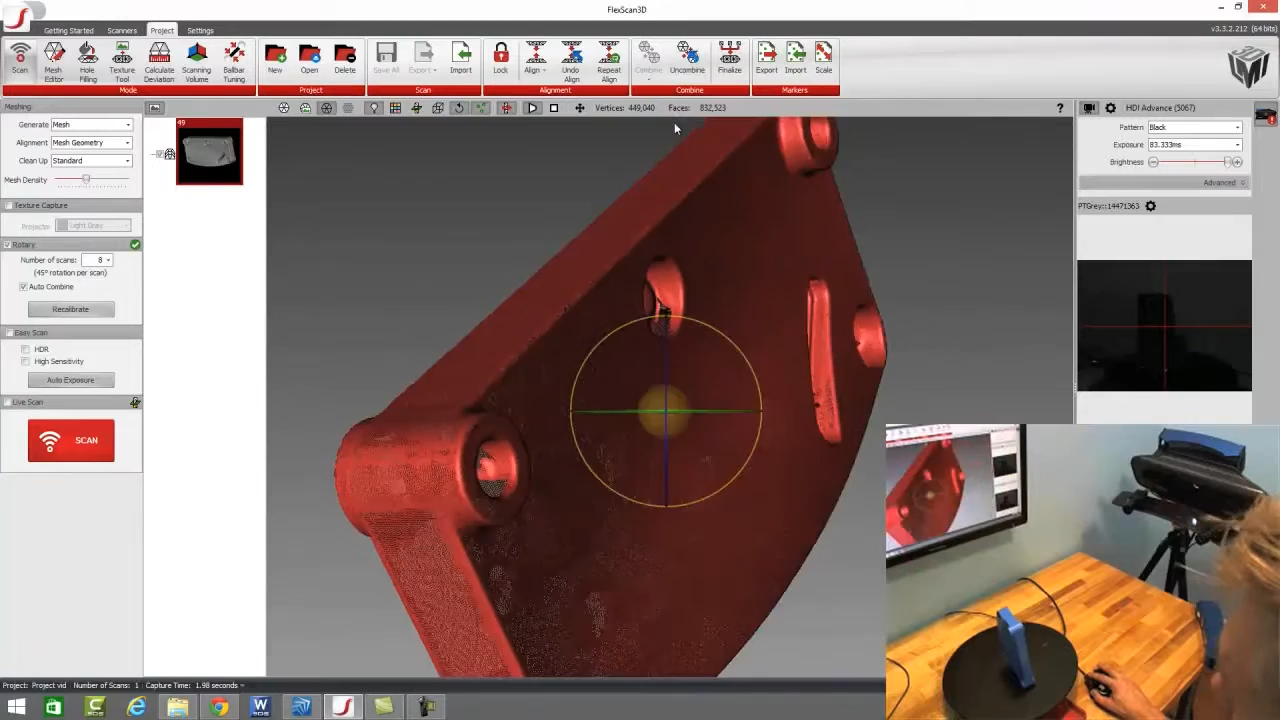 FlexScan3D
Getting Started Scanners Project Settings
v3.3.2.212 (64 bits)
Scan Mesh Editor Hole Filling Texture Tool Calculate Deviation Scanning Volume Ballbar Tuning New Open Delete Save All Export Import Lock Align Undo Align Repeat Align Combine Uncombine Finalize Export Import Scale
Mode Project Scan Alignment Combine Markers
Meshing Vertices: 449,040 Faces: 832,523 ? HDI Advance (5067)
Generate Mesh
Alignment Mesh Geometry
Clean Up Standard
Mesh Density
49
Pattern Black
Exposure 83.333ms
Brightness
Advanced
Texture Capture
Projector: Light Gray
PTGrey::14471363
Rotary
Number of scans: 8
(45° rotation per scan)
Auto Combine
Recalibrate
Easy Scan
HDR
High Sensitivity
Auto Exposure
Live Scan
SCAN
Project: Project vid Number of Scans: 1 Capture Time: 1.98 seconds